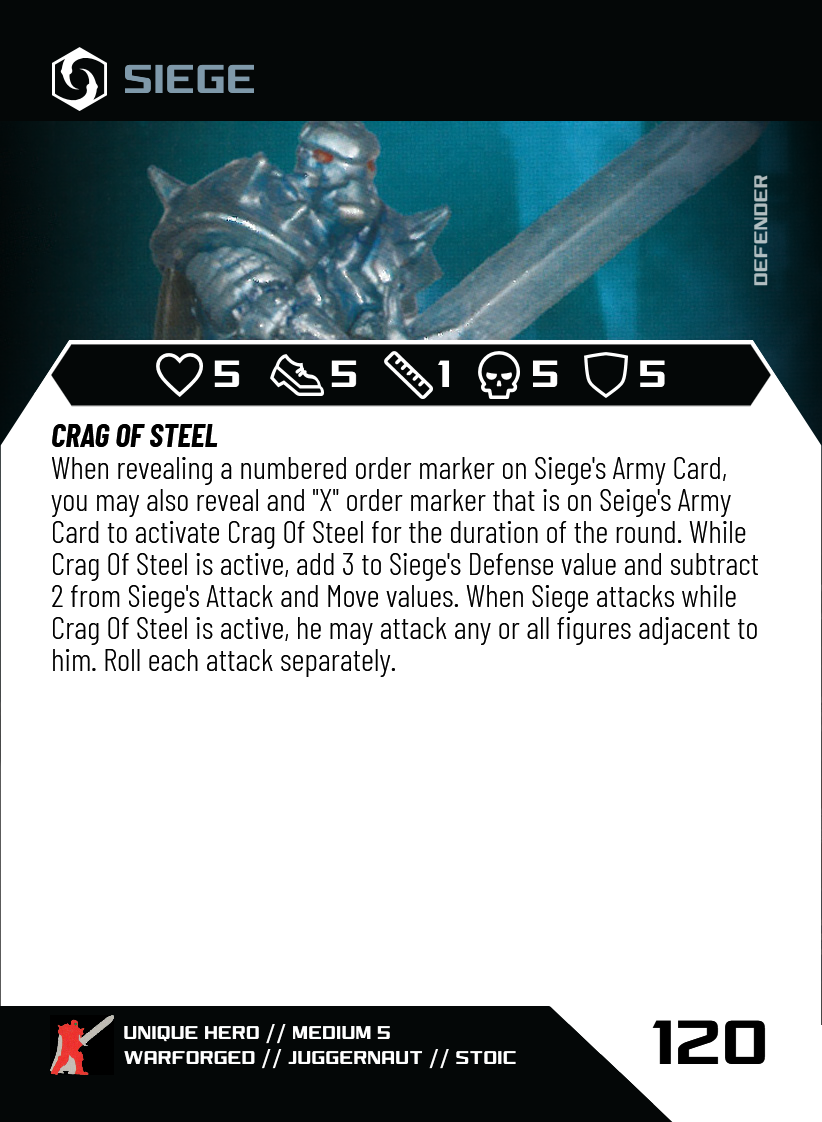 SIEGE
DEFENDER
5 5 1 5 5
CRAG OF STEEL
When revealing a numbered order marker on Siege's Army Card,
you may also reveal and "X" order marker that is on Seige's Army
Card to activate Crag Of Steel for the duration of the round. While
Crag Of Steel is active, add 3 to Siege's Defense value and subtract
2 from Siege's Attack and Move values. When Siege attacks while
Crag Of Steel is active, he may attack any or all figures adjacent to
him. Roll each attack separately.
UNIQUE HERO // MEDIUM 5
WARFORGED // JUGGERNAUT // STOIC
120